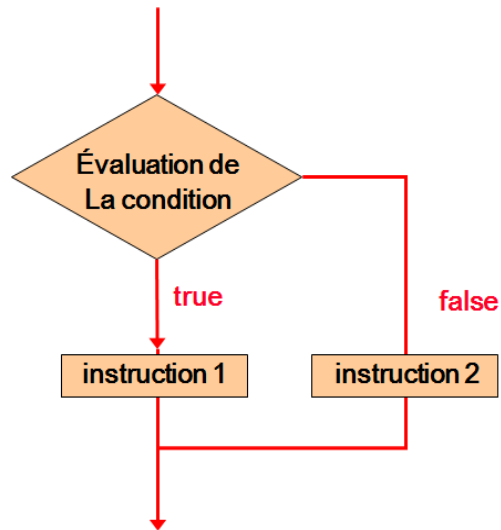 Évaluation de
La condition
true
false
instruction 1
instruction 2